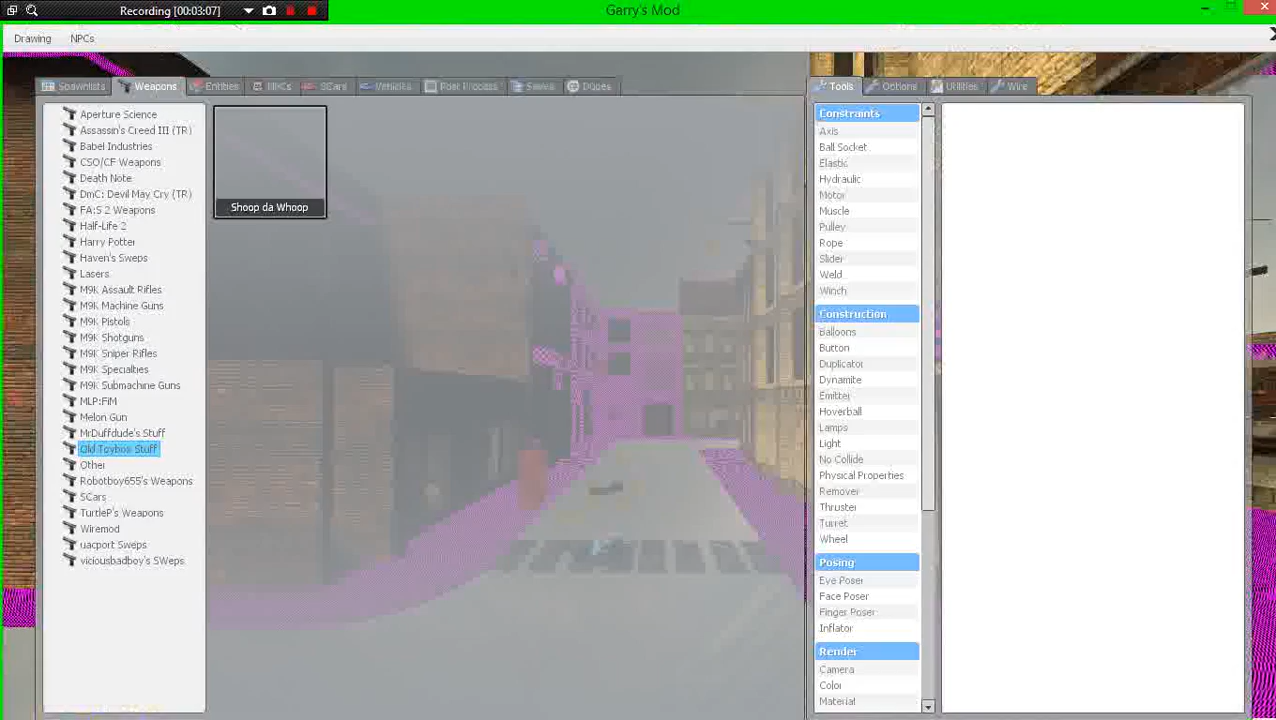 Recording [00:03:07]
Garry's Mod
Drawing NPCs
Spawnlists Weapons Entities NPCs SCars Vehicles Post Process Saves Dupes
Tools Options Utilities Wire
Aperture Science
Assassin's Creed III (TR)
Babel Industries
CSO/CF Weapons
Death Note
DmC: Devil May Cry (TR)
FA:S 2 Weapons
Half-Life 2
Harry Potter
Haven's Sweps
Lasers
M9K Assault Rifles
M9K Machine Guns
M9K Pistols
M9K Shotguns
M9K Sniper Rifles
M9K Specialties
M9K Submachine Guns
MLP:FiM
Melon Gun
MrDuffdude's Stuff
Old Toybox Stuff
Other
Robotboy655's Weapons
SCars
TurtleP's Weapons
Wiremod
uacport Sweps
viciousbadboy's SWeps
Shoop da Whoop
Constraints
Axis
Ball Socket
Elastic
Hydraulic
Motor
Muscle
Pulley
Rope
Slider
Weld
Winch
Construction
Balloons
Button
Duplicator
Dynamite
Emitter
Hoverball
Lamps
Light
No Collide
Physical Properties
Remover
Thruster
Turret
Wheel
Posing
Eye Poser
Face Poser
Finger Poser
Inflator
Render
Camera
Color
Material